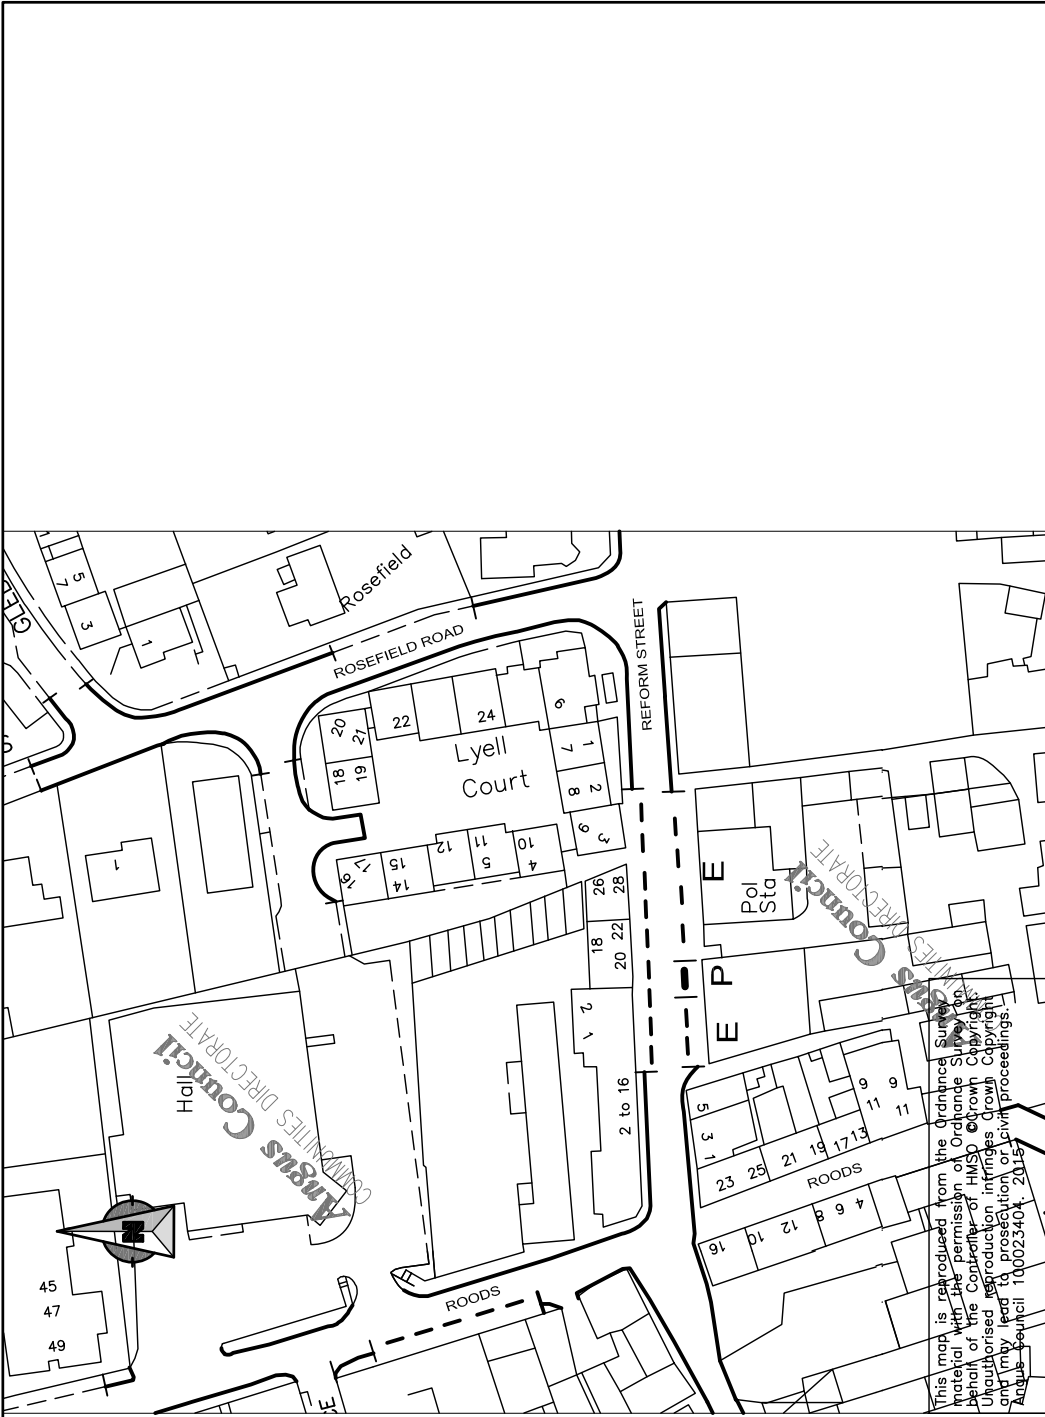 7
5
3
1
Rosefield
ROSEFIELD ROAD
REFORM STREET
20
21
18
19
22
24
Lyell
Court
6
1
7
2
8
3
9
17
16
15
14
12
11
5
10
4
1
26
28
18
22
20
2
1
2 to 16
E
P
E
Pol
Sta
Hall
Angus Council
COMMUNITIES DIRECTORATE
Angus Council
COMMUNITIES DIRECTORATE
N
45
47
49
ROODS
5
3
1
23
25
21
19
17
13
11
9
9
11
ROODS
16
10
12
8
6
4
This map is reproduced from the Ordnance Survey
material with the permission of Ordnance Survey on
behalf of the Controller of HMSO ©Crown Copyright.
Unauthorised reproduction infringes Crown Copyright
and may lead to prosecution or civil proceedings.
Angus Council 100023404. 2015